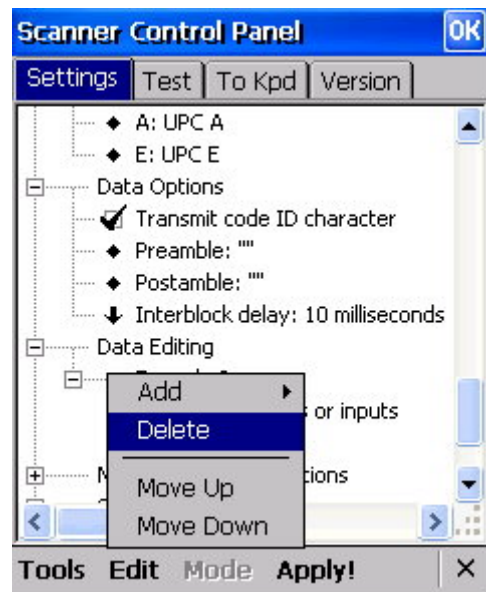 Scanner Control Panel OK
Settings Test To Kpd Version
A: UPC A
E: UPC E
Data Options
Transmit code ID character
Preamble: ""
Postamble: ""
Interblock delay: 10 milliseconds
Data Editing
Add
or inputs
Delete
Move Up
Move Down
Tools Edit Mode Apply!